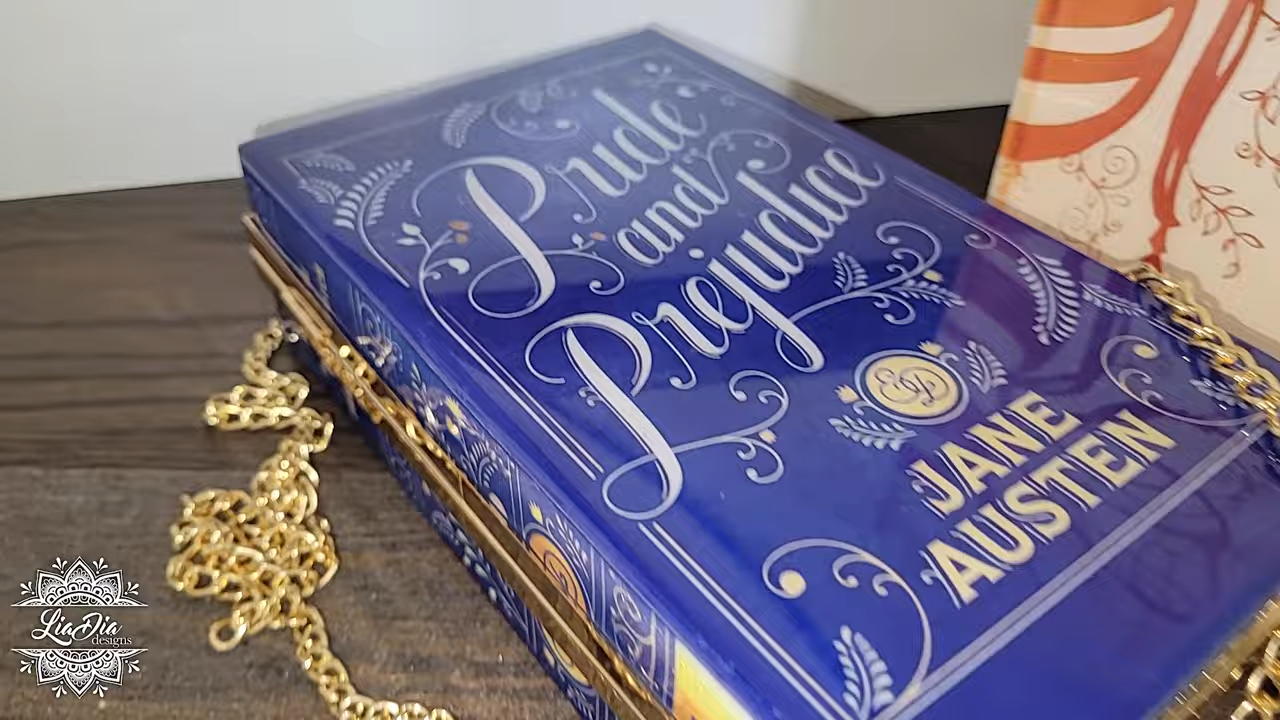 Pride
and
Prejudice
JANE
AUSTEN
LiaDia
designs